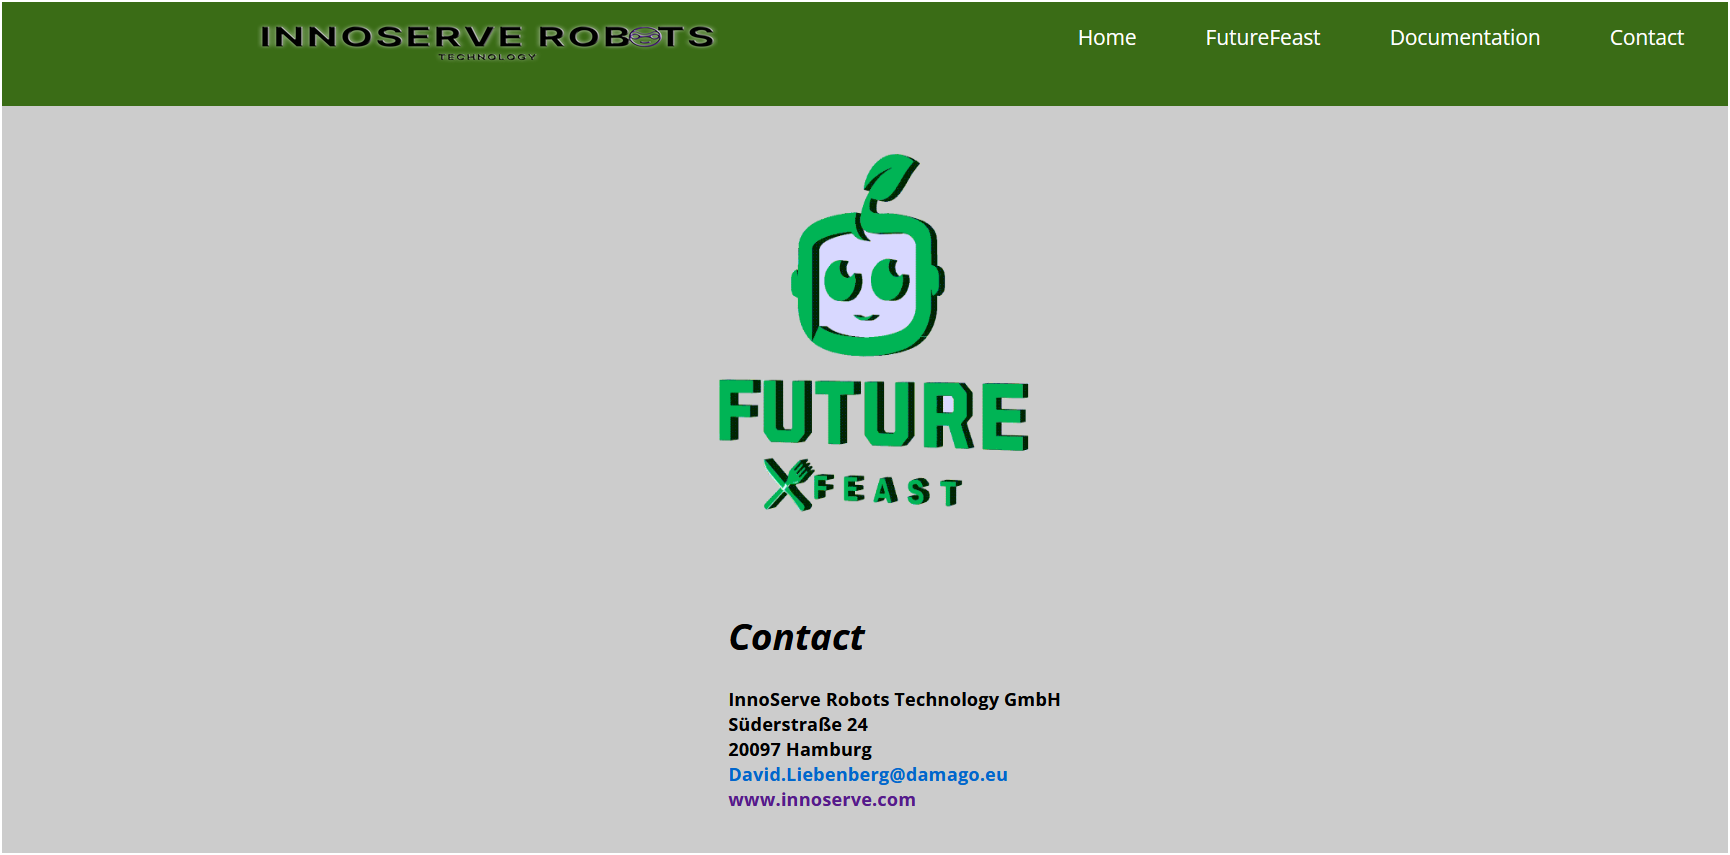 INNOSERVE ROBOTS
TECHNOLOGY
Home
FutureFeast
Documentation
Contact
FUTURE
FEAST
Contact
InnoServe Robots Technology GmbH
Süderstraße 24
20097 Hamburg
David.Liebenberg@damago.eu
www.innoserve.com